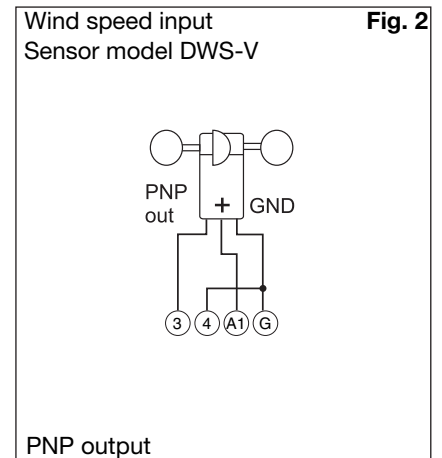 Wind speed input Fig. 2
Sensor model DWS-V
PNP
out
+ GND
3 4 A1 G
PNP output